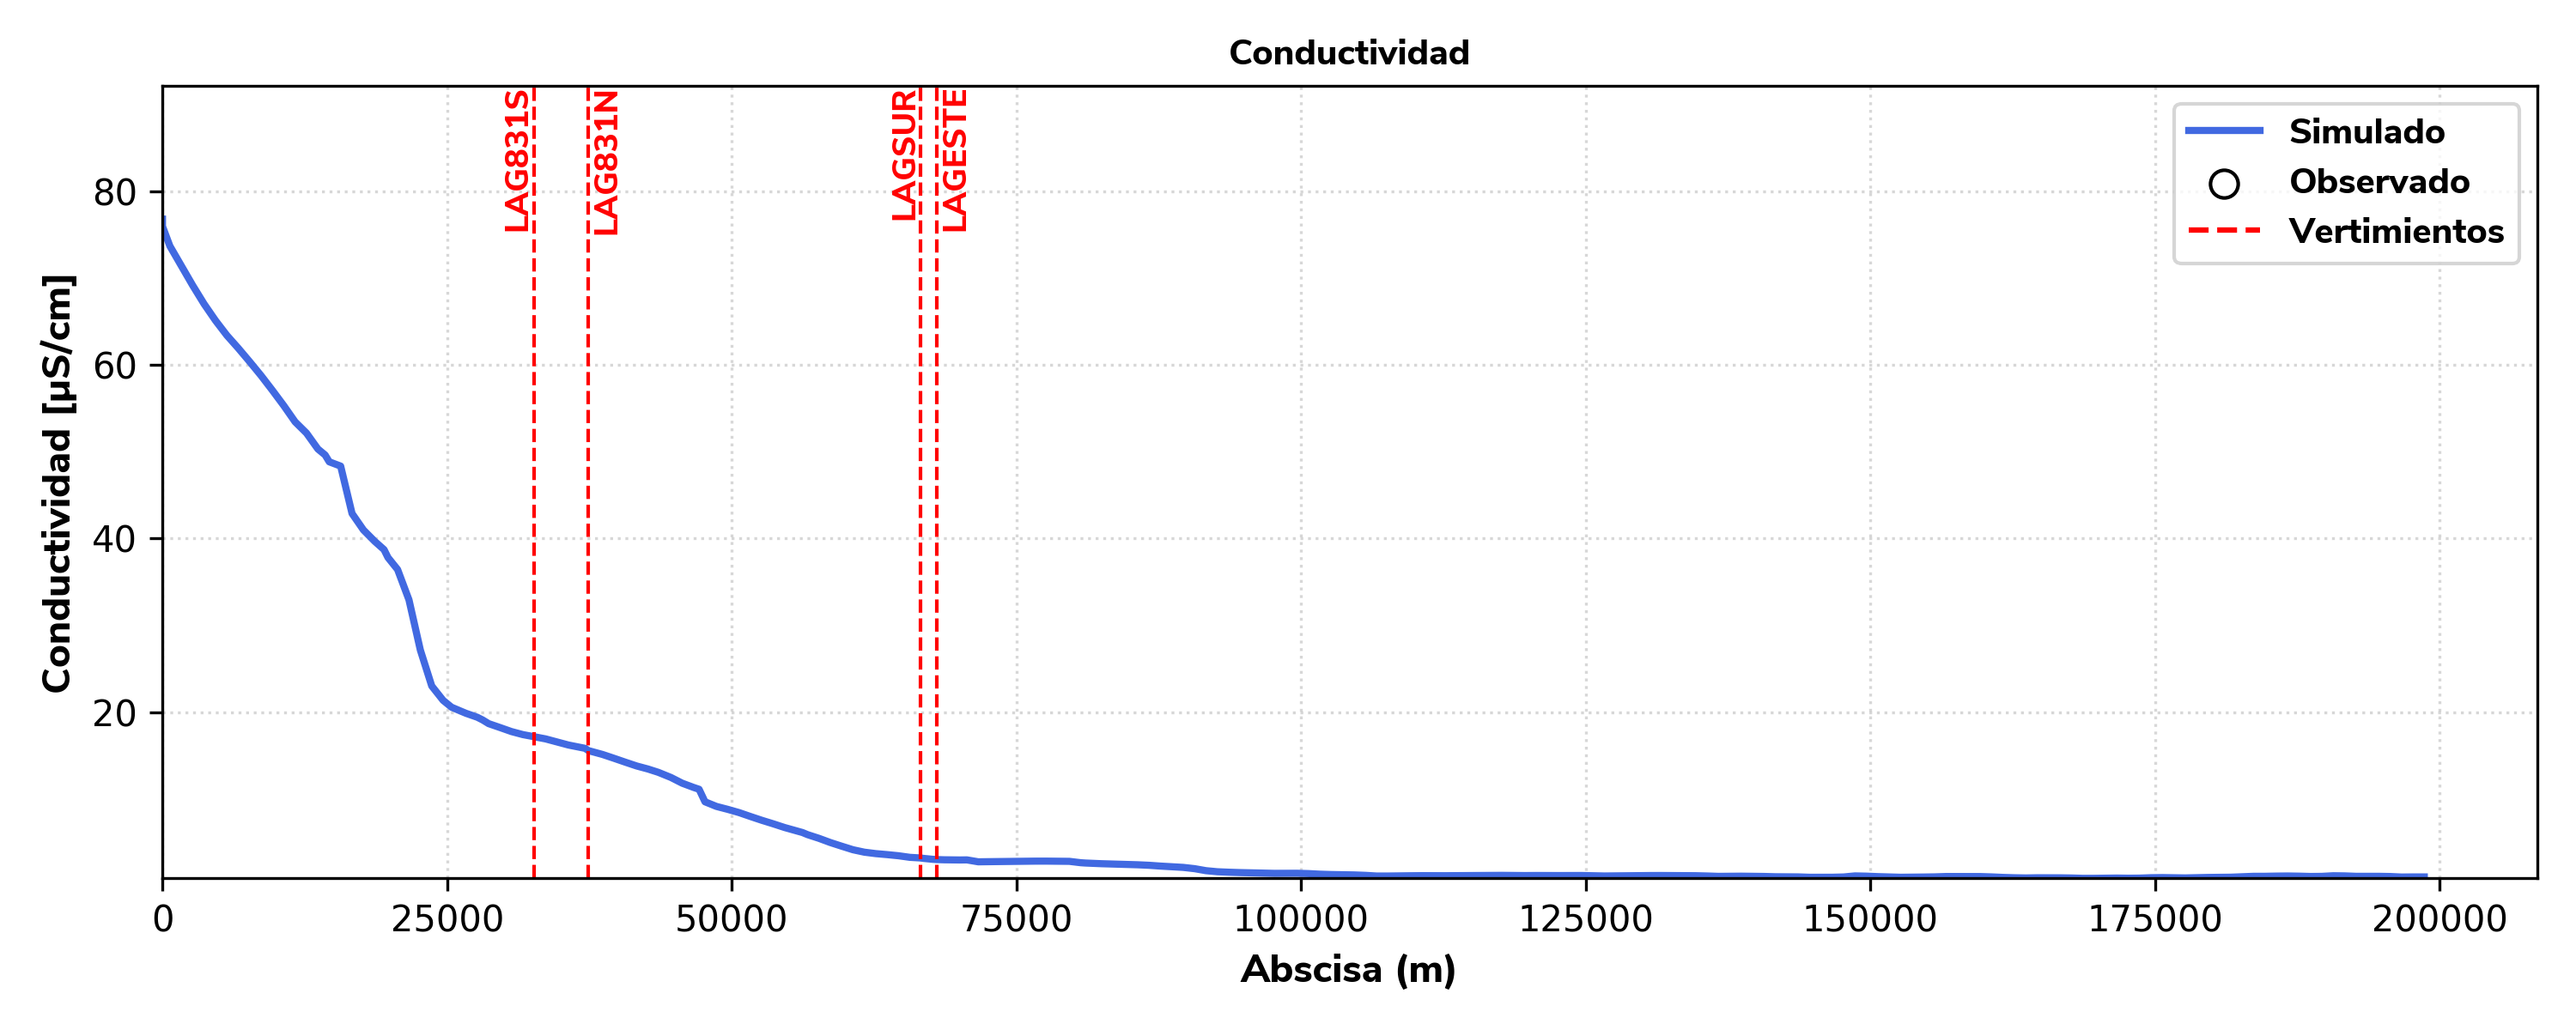 Conductividad
LAG831S
LAG831N
LAGSUR
LAGESTE
Simulado
Observado
Vertimientos
Conductividad [µS/cm]
80
60
40
20
0
25000
50000
75000
100000
125000
150000
175000
200000
Abscisa (m)